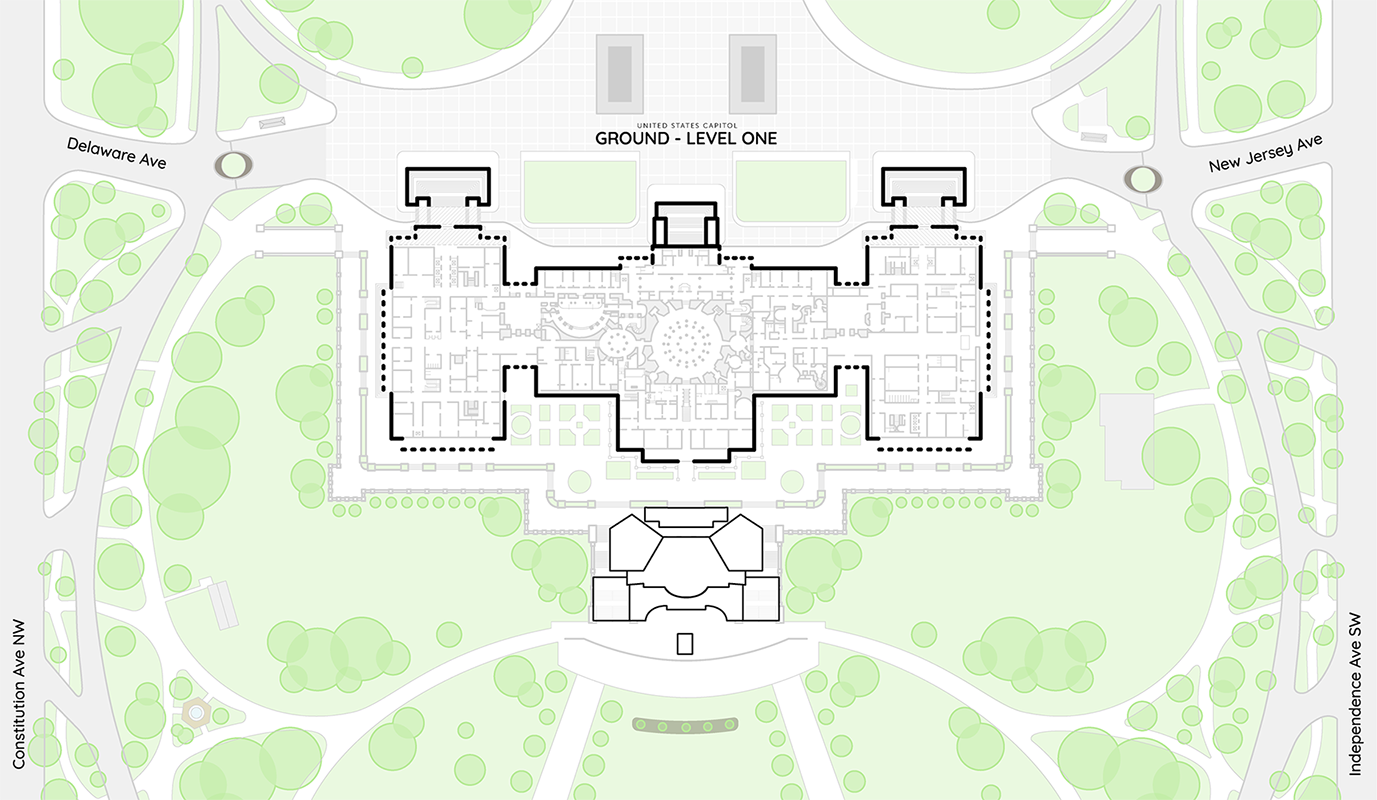 UNITED STATES CAPITOL
GROUND - LEVEL ONE
Delaware Ave
New Jersey Ave
Constitution Ave NW
Independence Ave SW